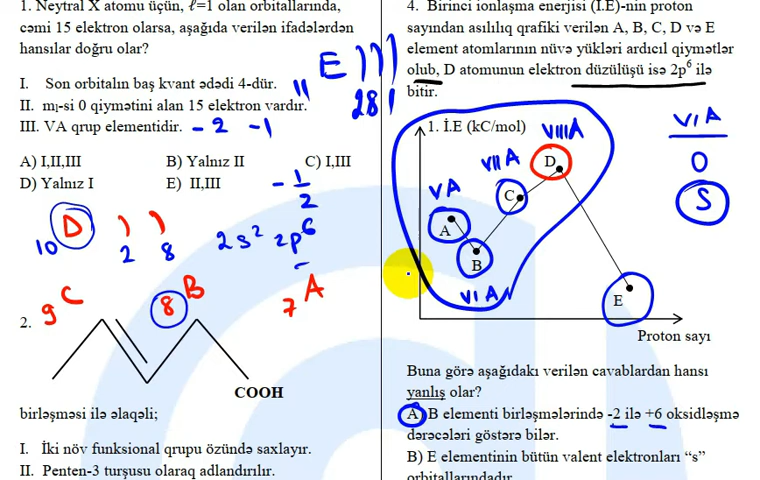 1. Neytral X atomu üçün, ℓ=1 olan orbitallarında,
cəmi 15 elektron olarsa, aşağıda verilən ifadələrdən
hansılar doğru olar?
I. Son orbitalın baş kvant ədədi 4-dür.
II. mₗ-si 0 qiymətini alan 15 elektron vardır.
III. VA qrup elementidir. -2 -1
A) I,II,III B) Yalnız II C) I,III
D) Yalnız I E) II,III
-1/2
11 E )))
2 8 1
10 D ) )
2 8
2s² 2p⁶
9 C
8 B
7 A
2.
COOH
birləşməsi ilə əlaqəli;
I. İki növ funksional qrupu özündə saxlayır.
II. Penten-3 turşusu olaraq adlandırılır.
4. Birinci ionlaşma enerjisi (İ.E)-nin proton
sayından asılılıq qrafiki verilən A, B, C, D və E
element atomlarının nüvə yükləri ardıcıl qiymətlər
olub, D atomunun elektron düzülüşü isə 2p⁶ ilə
bitir.
1. İ.E (kC/mol)
VIIIA
D
VIIA
C
VA
A
B
VIA
E
Proton sayı
VIA
O
S
Buna görə aşağıdakı verilən cavablardan hansı
yanlış olar?
A) B elementi birləşmələrində -2 ilə +6 oksidləşmə
dərəcələri göstərə bilər.
B) E elementinin bütün valent elektronları “s”
orbitallarındadır.